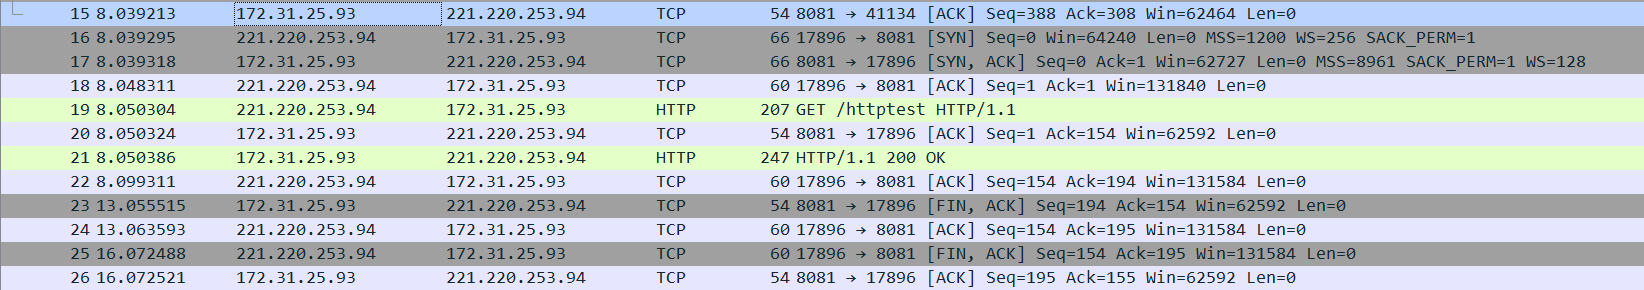 15 8.039213 172.31.25.93 221.220.253.94 TCP 54 8081 → 41134 [ACK] Seq=388 Ack=308 Win=62464 Len=0
16 8.039295 221.220.253.94 172.31.25.93 TCP 66 17896 → 8081 [SYN] Seq=0 Win=64240 Len=0 MSS=1200 WS=256 SACK_PERM=1
17 8.039318 172.31.25.93 221.220.253.94 TCP 66 8081 → 17896 [SYN, ACK] Seq=0 Ack=1 Win=62727 Len=0 MSS=8961 SACK_PERM=1 WS=128
18 8.048311 221.220.253.94 172.31.25.93 TCP 60 17896 → 8081 [ACK] Seq=1 Ack=1 Win=131840 Len=0
19 8.050304 221.220.253.94 172.31.25.93 HTTP 207 GET /httptest HTTP/1.1
20 8.050324 172.31.25.93 221.220.253.94 TCP 54 8081 → 17896 [ACK] Seq=1 Ack=154 Win=62592 Len=0
21 8.050386 172.31.25.93 221.220.253.94 HTTP 247 HTTP/1.1 200 OK
22 8.099311 221.220.253.94 172.31.25.93 TCP 60 17896 → 8081 [ACK] Seq=154 Ack=194 Win=131584 Len=0
23 13.055515 172.31.25.93 221.220.253.94 TCP 54 8081 → 17896 [FIN, ACK] Seq=194 Ack=154 Win=62592 Len=0
24 13.063593 221.220.253.94 172.31.25.93 TCP 60 17896 → 8081 [ACK] Seq=154 Ack=195 Win=131584 Len=0
25 16.072488 221.220.253.94 172.31.25.93 TCP 60 17896 → 8081 [FIN, ACK] Seq=154 Ack=195 Win=131584 Len=0
26 16.072521 172.31.25.93 221.220.253.94 TCP 54 8081 → 17896 [ACK] Seq=195 Ack=155 Win=62592 Len=0